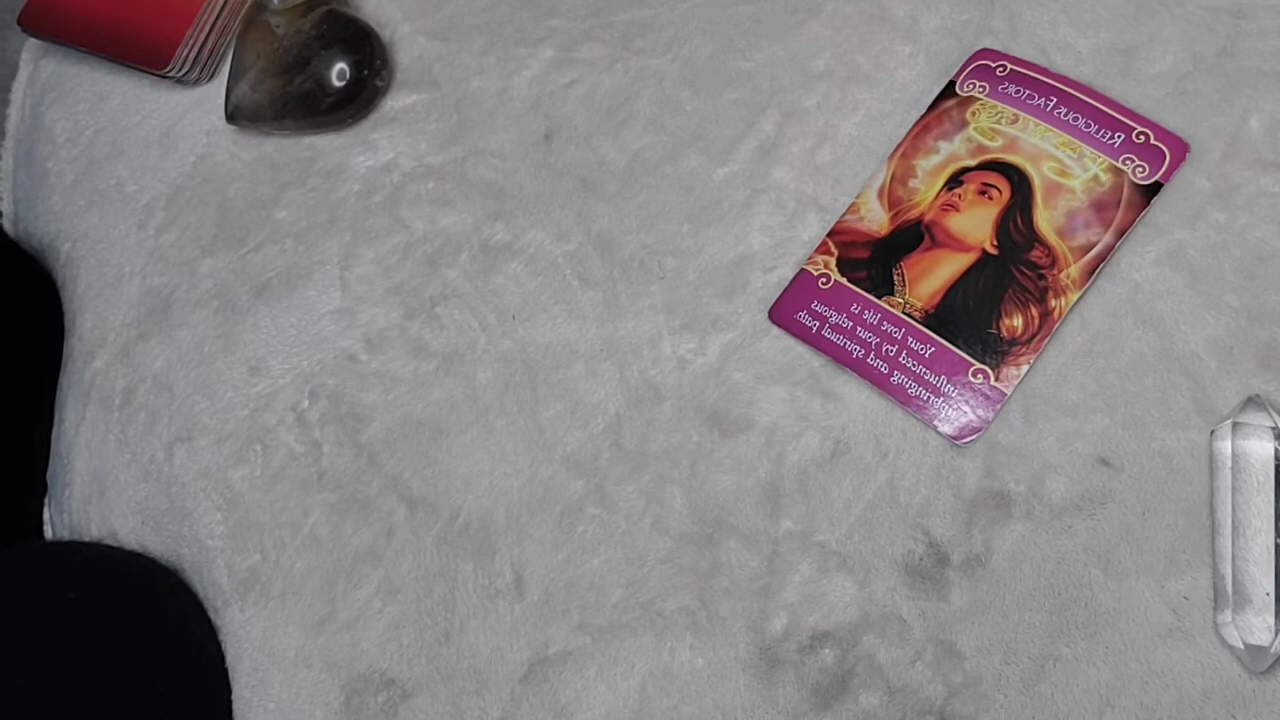 Religious Factors
Your love life is
influenced by your religious
upbringing and spiritual path.